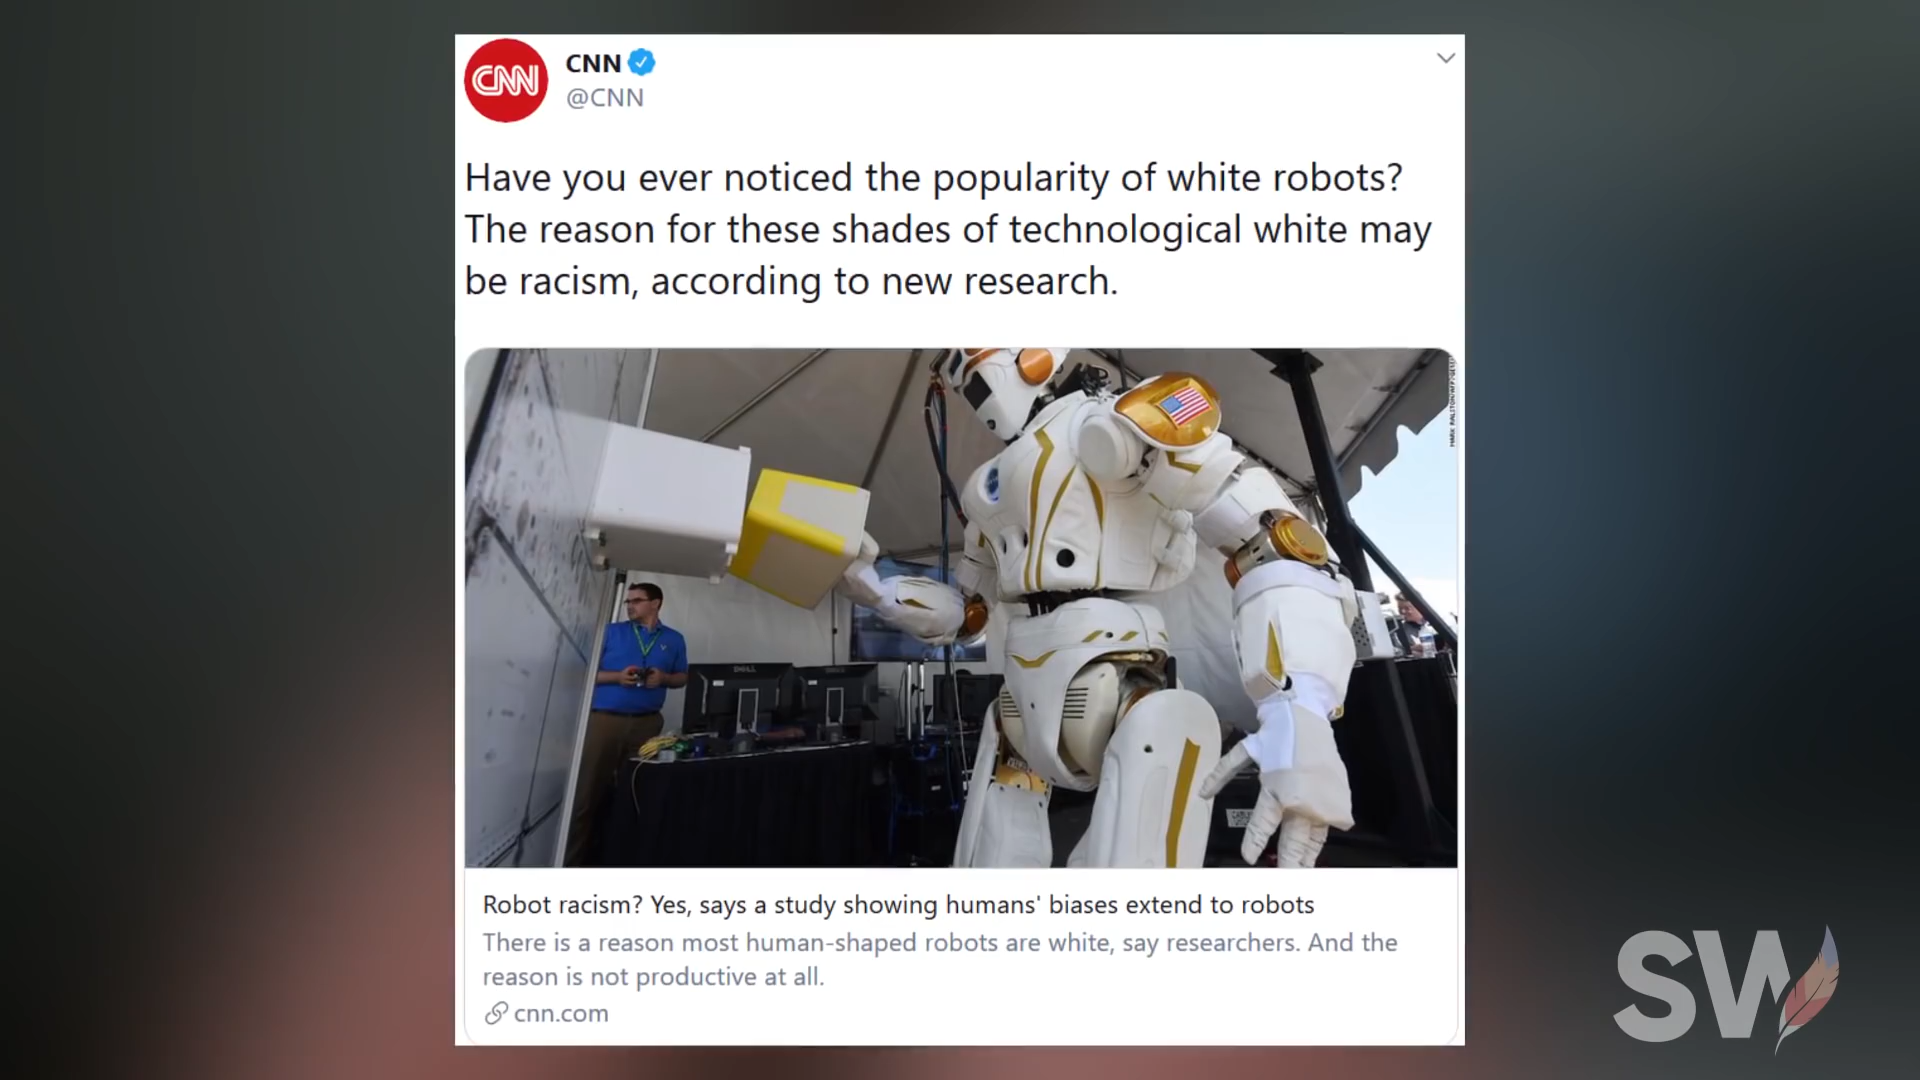 CNN
CNN
@CNN
Have you ever noticed the popularity of white robots?
The reason for these shades of technological white may
be racism, according to new research.
DELL
Robot racism? Yes, says a study showing humans' biases extend to robots
There is a reason most human-shaped robots are white, say researchers. And the
reason is not productive at all.
cnn.com
SW